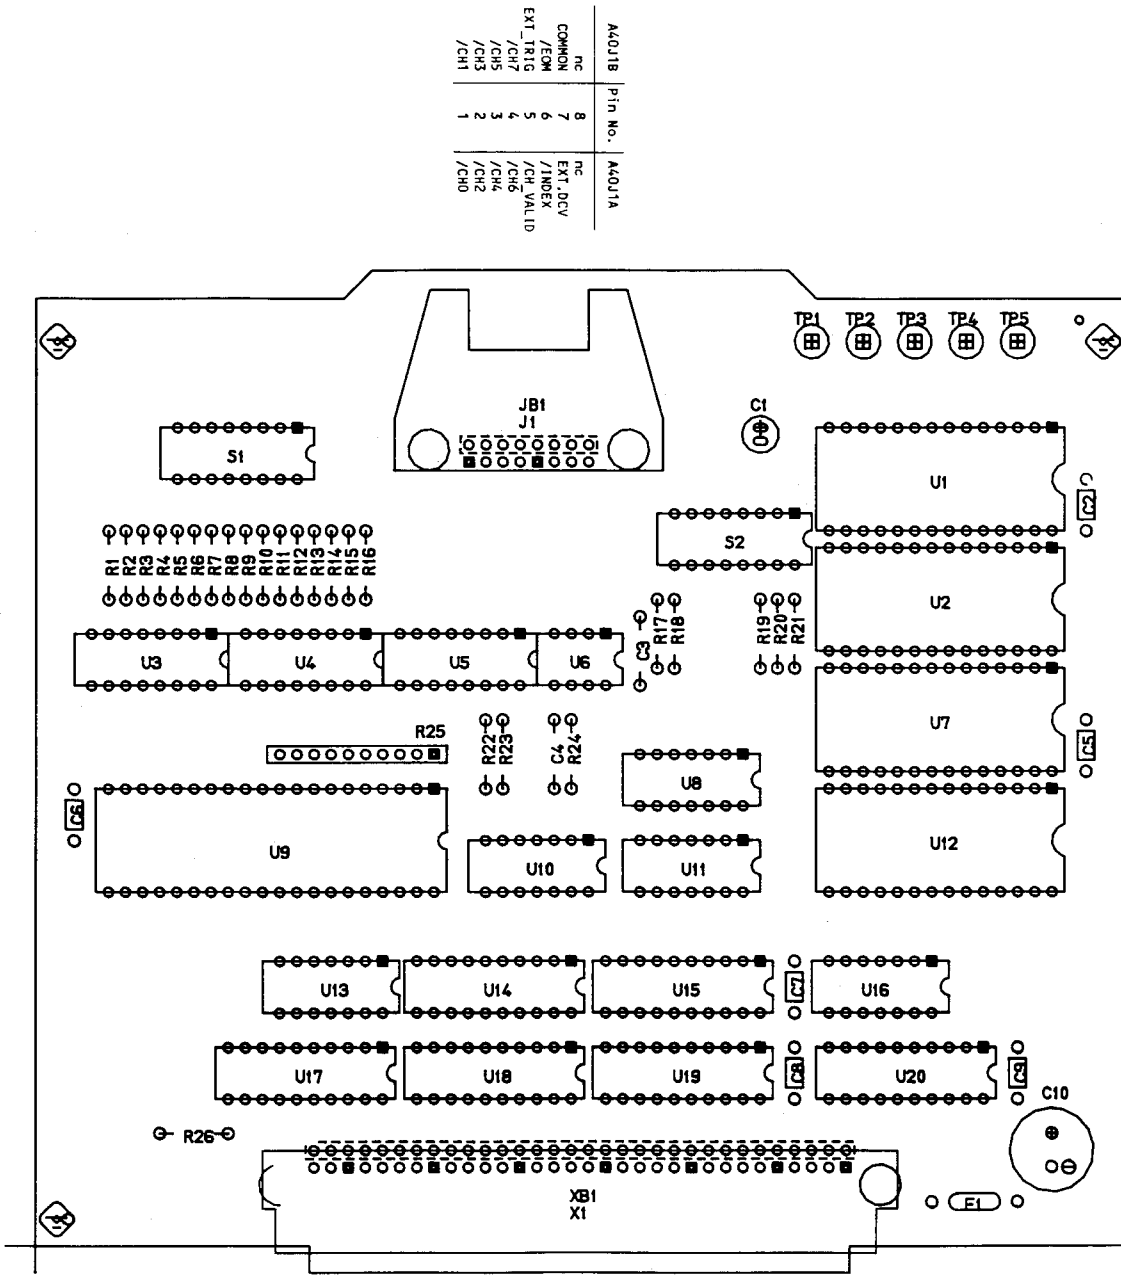 A40J1B Pin No. A40J1A
nc 8 nc
COMMON 7 EXT.DCV
/EOM 6 /INDEX
EXT_TRIG 5 /CH_VALID
/CH7 4 /CH6
/CH5 3 /CH4
/CH3 2 /CH2
/CH1 1 /CH0
TP1 TP2 TP3 TP4 TP5
JB1
J1
C1
S1
U1
C2
S2
R1 R2 R3 R4 R5 R6 R7 R8 R9 R10 R11 R12 R13 R14 R15 R16
U2
R17 R18 R19 R20 R21
U3 U4 U5 U6 C3
U7
R25
R22 R23 C4 R24
C5
U8
C6
U9
U10 U11 U12
U13 U14 U15 C7 U16
U17 U18 U19 C8 U20 C9
C10
R26
XB1
X1
F1